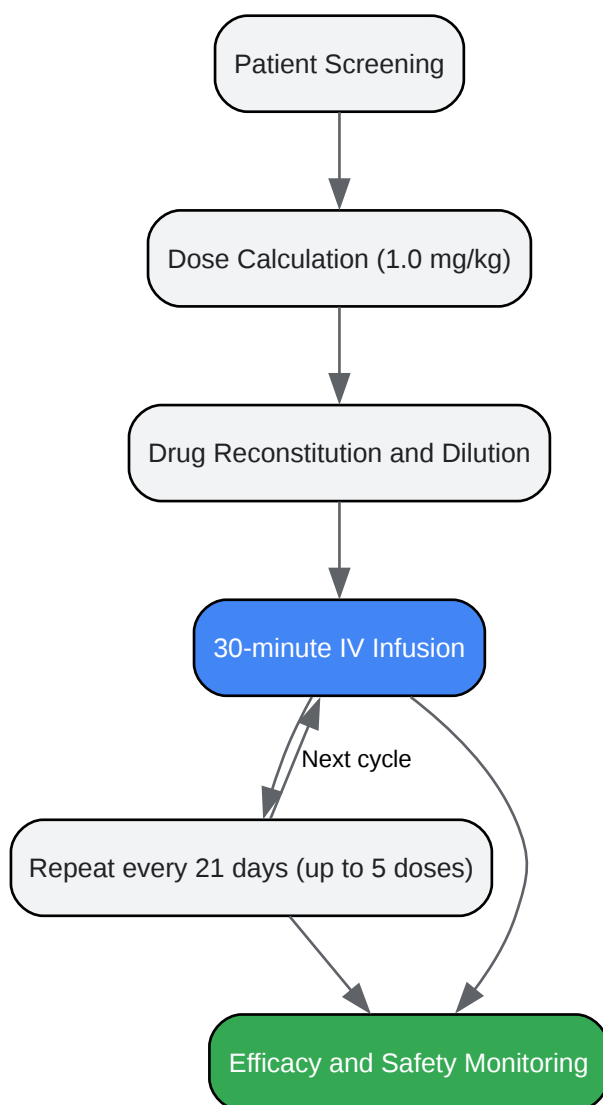 Patient Screening
Dose Calculation (1.0 mg/kg)
Drug Reconstitution and Dilution
30-minute IV Infusion
Next cycle
Repeat every 21 days (up to 5 doses)
Efficacy and Safety Monitoring